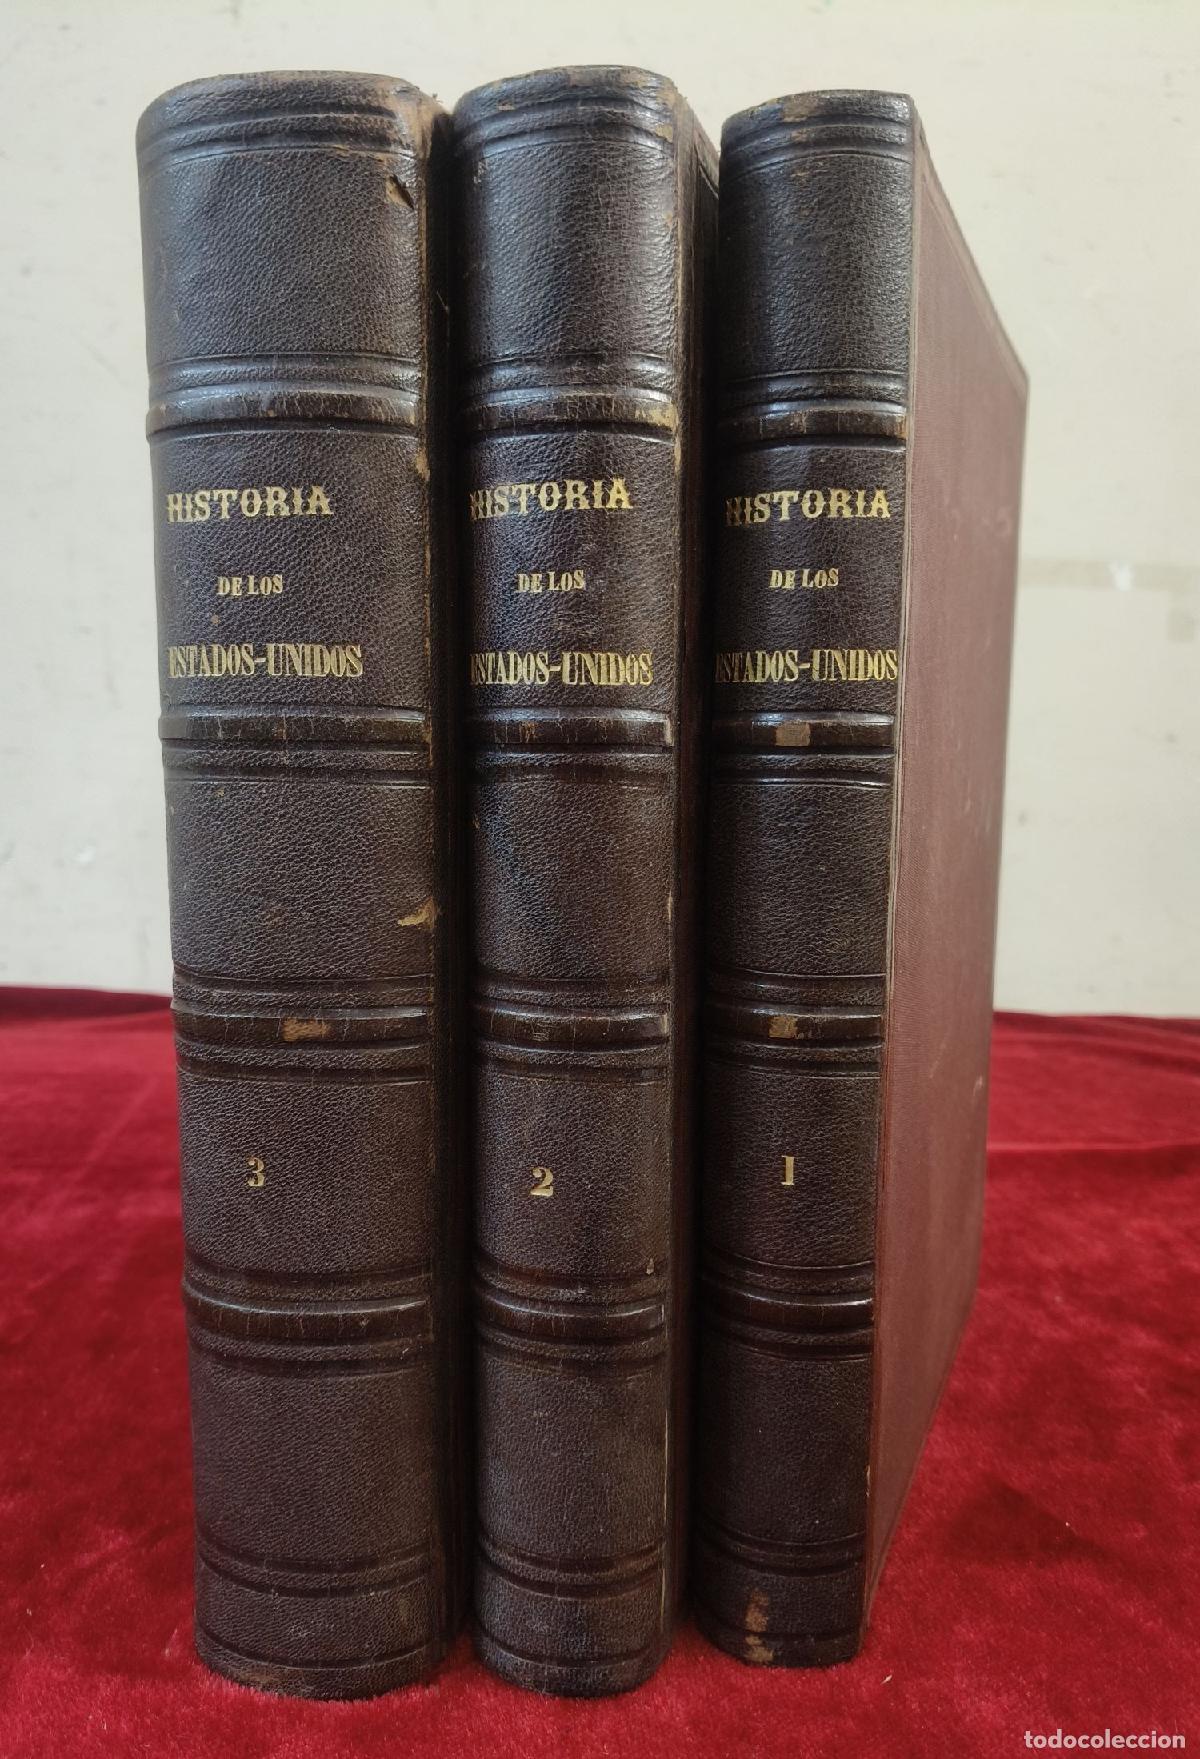 HISTORIA
DE LOS
ESTADOS-UNIDOS
3
HISTORIA
DE LOS
ESTADOS-UNIDOS
2
HISTORIA
DE LOS
ESTADOS-UNIDOS
1
todocoleccion